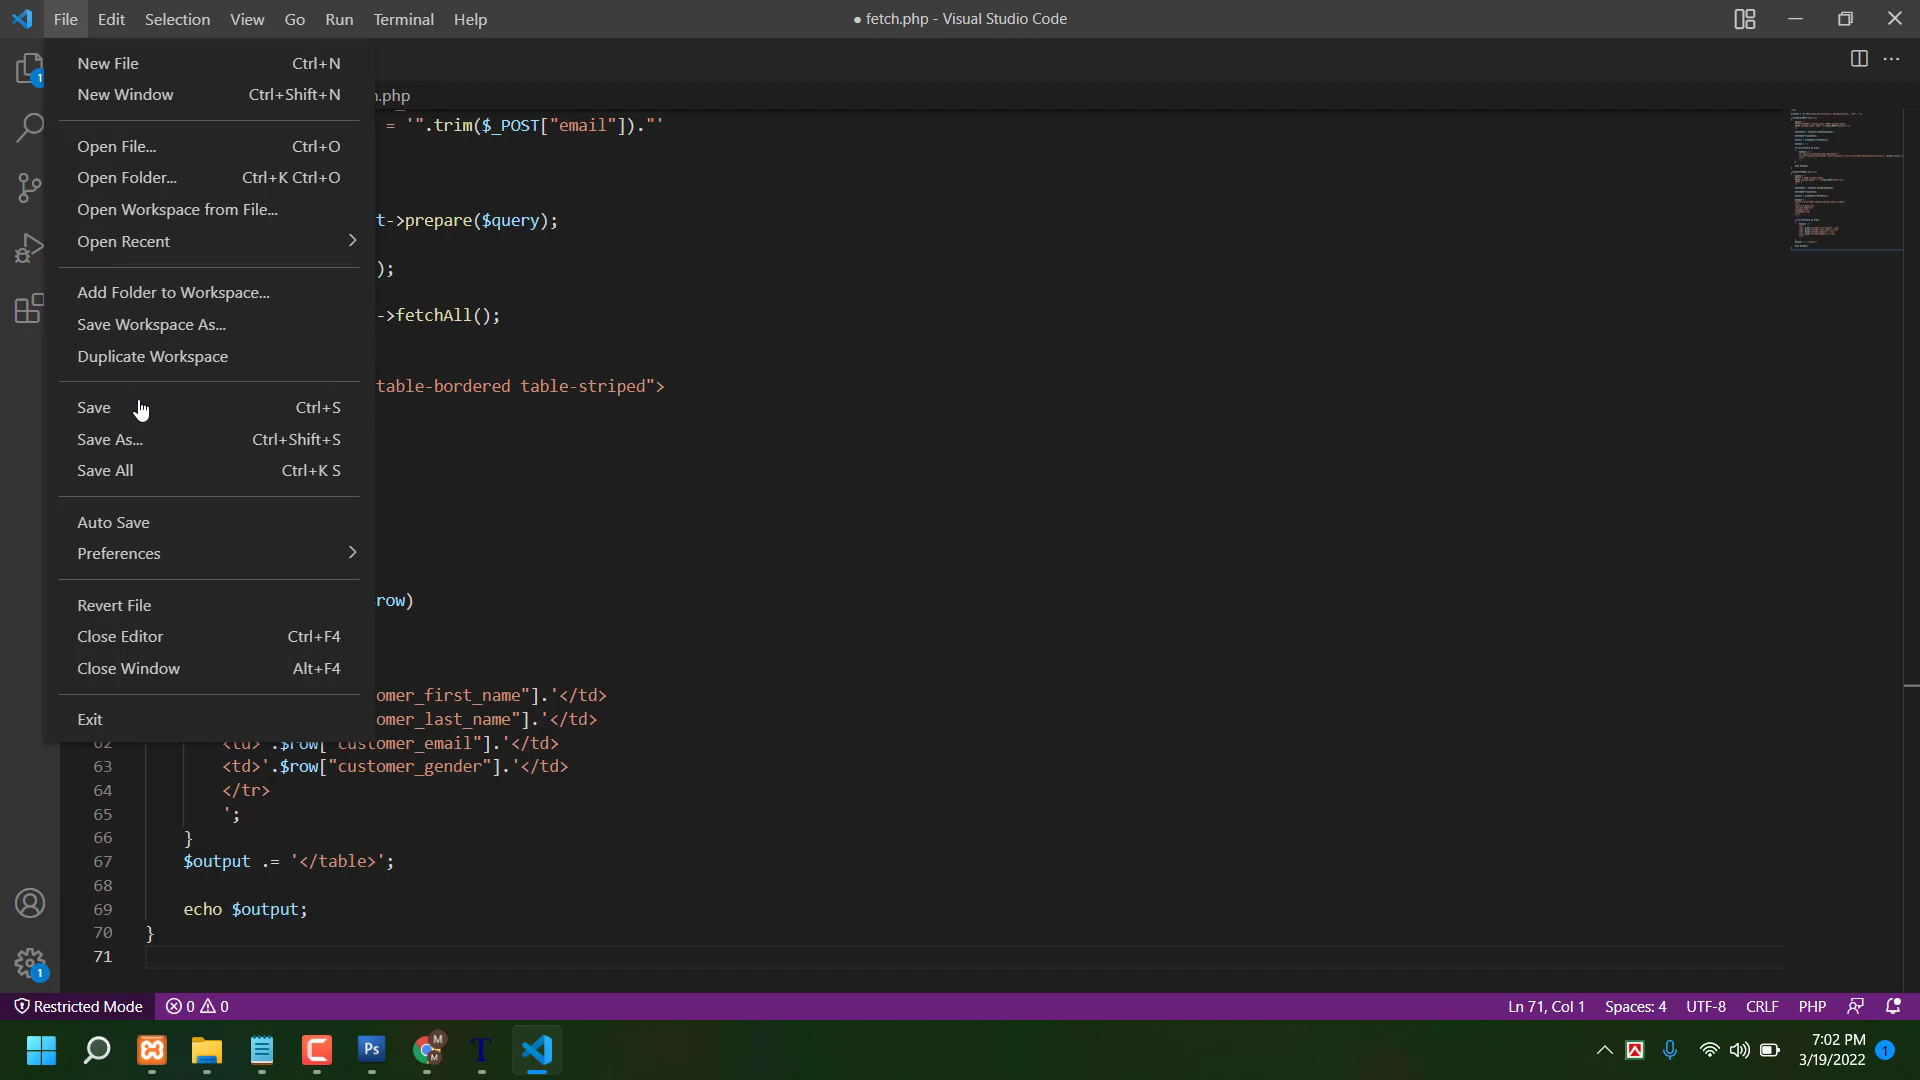 File Edit Selection View Go Run Terminal Help
● fetch.php - Visual Studio Code
New File Ctrl+N
New Window Ctrl+Shift+N
Open File... Ctrl+O
Open Folder... Ctrl+K Ctrl+O
Open Workspace from File...
Open Recent
Add Folder to Workspace...
Save Workspace As...
Duplicate Workspace
Save Ctrl+S
Save As... Ctrl+Shift+S
Save All Ctrl+K S
Auto Save
Preferences
Revert File
Close Editor Ctrl+F4
Close Window Alt+F4
Exit
1
.php
= '".trim($_POST["email"])."'
t->prepare($query);
);
->fetchAll();
table-bordered table-striped">
row)
omer_first_name"].'</td>
omer_last_name"].'</td>
62 <td>'.$row["customer_email"].'</td>
63 <td>'.$row["customer_gender"].'</td>
64 </tr>
65 ';
66 }
67 $output .= '</table>';
68
69 echo $output;
70 }
71
1
Restricted Mode 0 0
Ln 71, Col 1 Spaces: 4 UTF-8 CRLF PHP
Ps
M
M
T
7:02 PM
3/19/2022
1